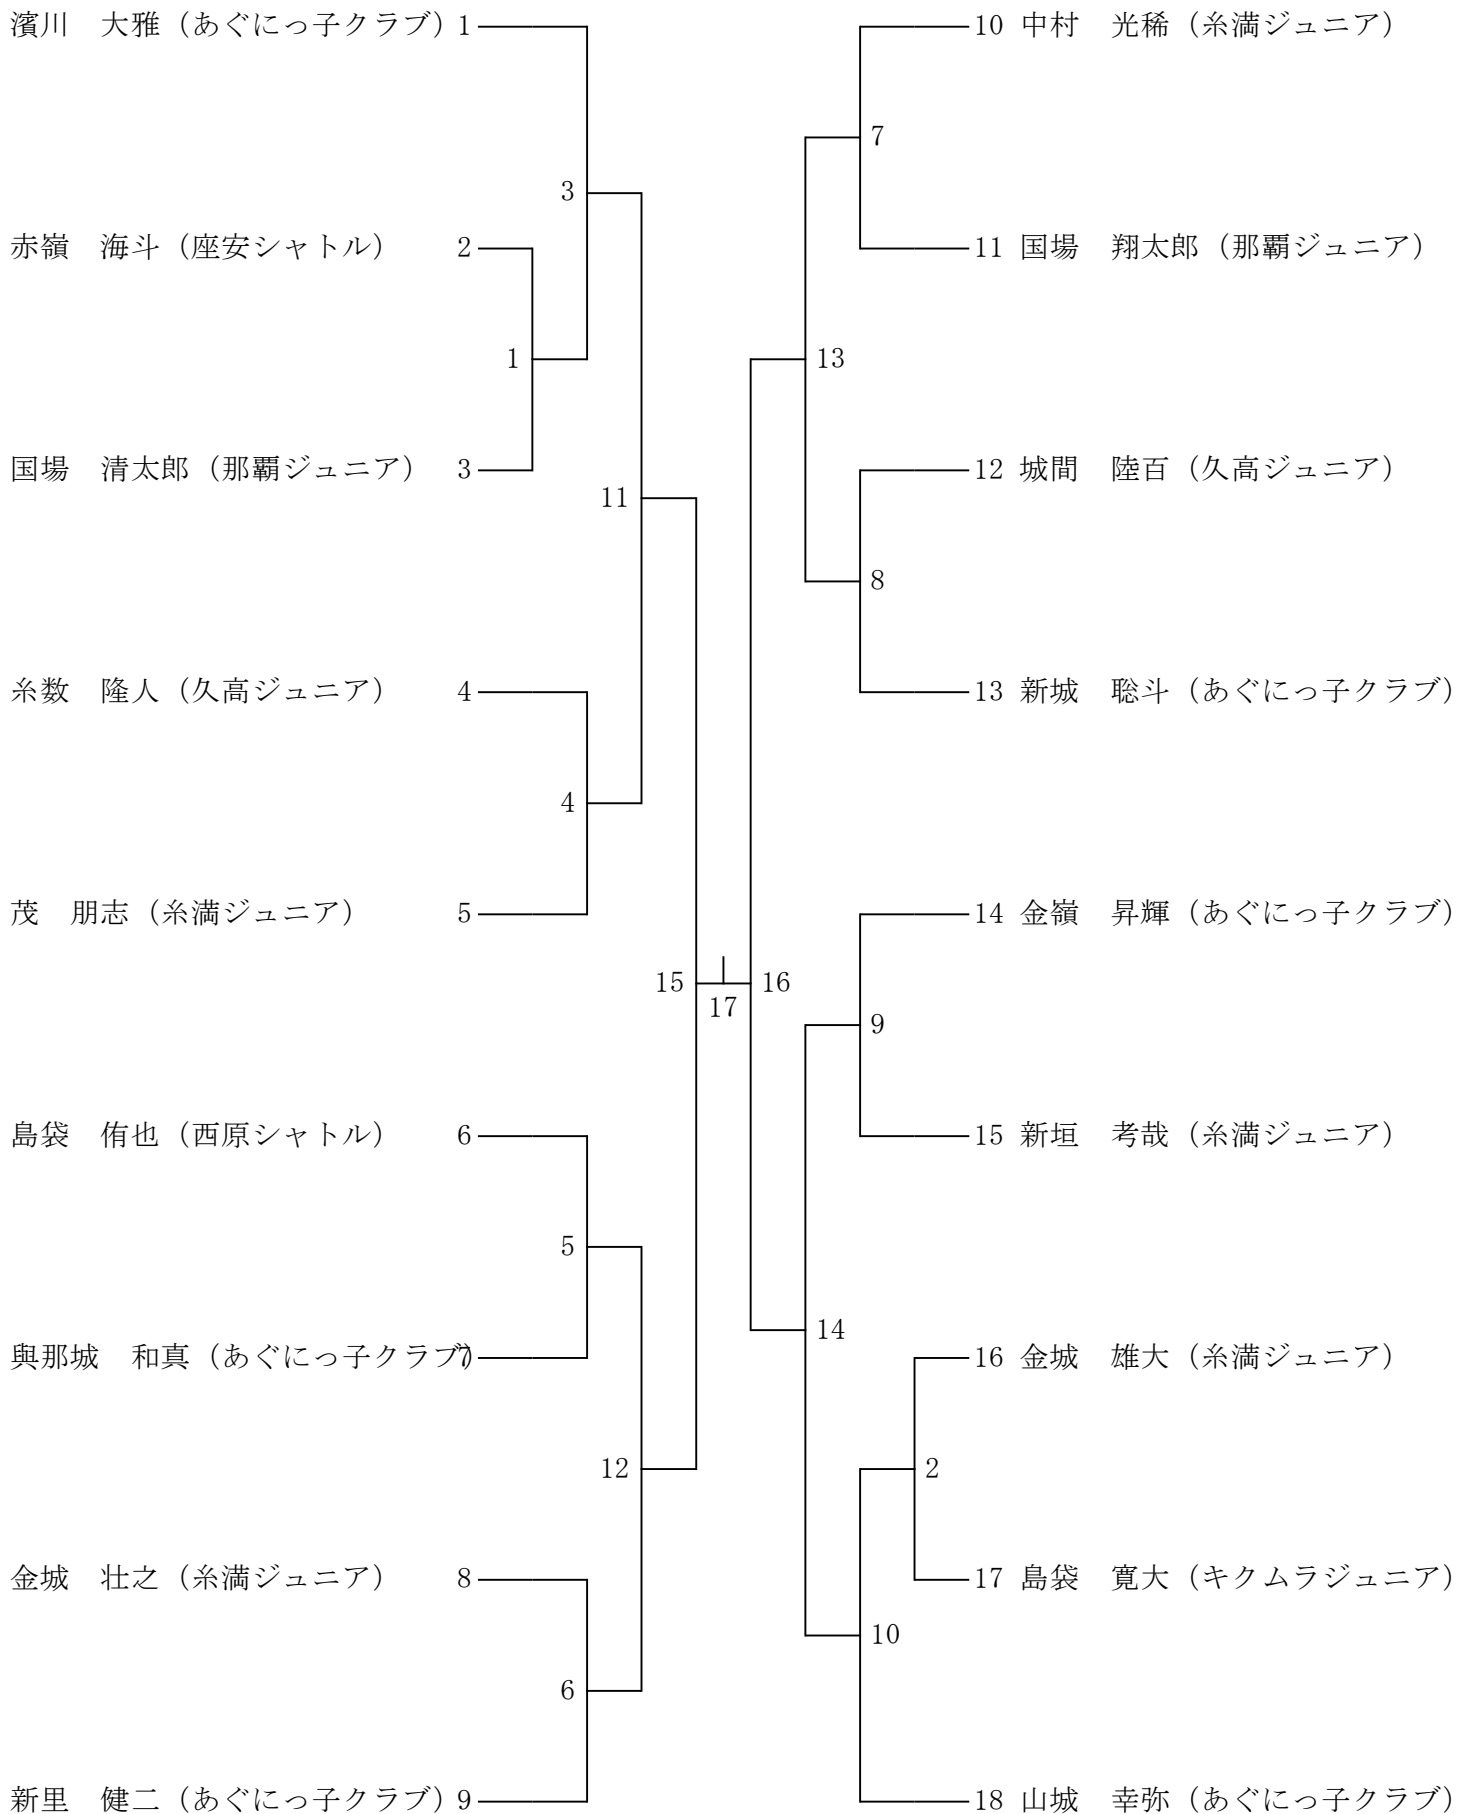 濱川　大雅（あぐにっ子クラブ）1
赤嶺　海斗（座安シャトル）　2
国場　清太郎（那覇ジュニア）　3
糸数　隆人（久高ジュニア）　4
茂　朋志（糸満ジュニア）　5
島袋　侑也（西原シャトル）　6
與那城　和真（あぐにっ子クラブ）7
金城　壮之（糸満ジュニア）　8
新里　健二（あぐにっ子クラブ）9
3
1
11
4
15
5
12
6
17
7
13
8
16
9
14
2
10
10 中村　光稀（糸満ジュニア）
11 国場　翔太郎（那覇ジュニア）
12 城間　陸百（久高ジュニア）
13 新城　聡斗（あぐにっ子クラブ）
14 金嶺　昇輝（あぐにっ子クラブ）
15 新垣　考哉（糸満ジュニア）
16 金城　雄大（糸満ジュニア）
17 島袋　寛大（キクムラジュニア）
18 山城　幸弥（あぐにっ子クラブ）